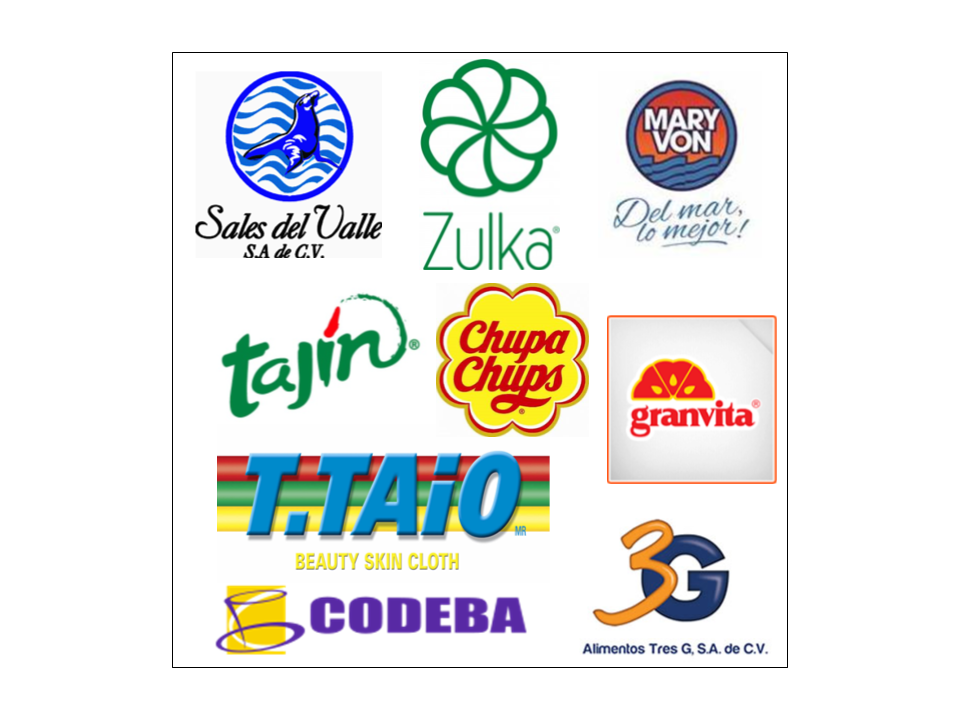 Sales del Valle
S.A de C.V.
Zulka®
MARY
VON
Del mar,
lo mejor!
tajín®
Chupa
Chups
®
granvita®
T.TAiO
MR
BEAUTY SKIN CLOTH
CODEBA
3G
Alimentos Tres G, S.A. de C.V.